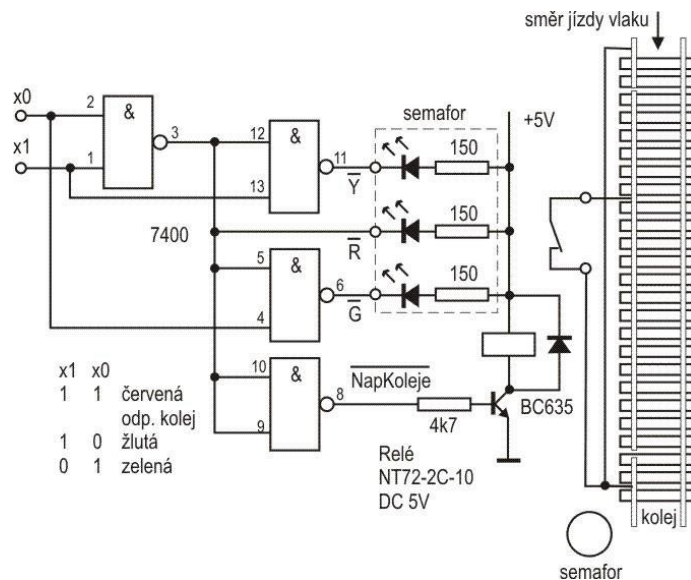 směr jízdy vlaku
x0
2
&
3
12
&
11
Y
semafor
150
+5V
x1
1
13
7400
R
150
5
&
6
G
150
4
x1 x0
1 1 červená
odp. kolej
1 0 žlutá
0 1 zelená
10
&
8
9
NapKoleje
4k7
BC635
Relé
NT72-2C-10
DC 5V
kolej
semafor